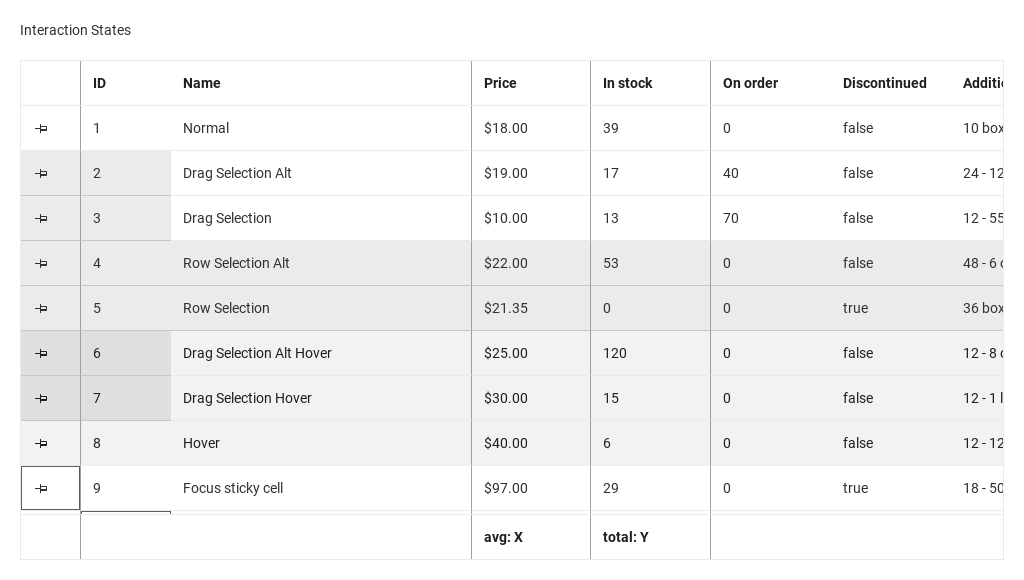 Interaction States
ID Name Price In stock On order Discontinued
1 Normal $18.00 39 0 false 10 box
2 Drag Selection Alt $19.00 17 40 false 24 - 12
3 Drag Selection $10.00 13 70 false 12 - 55
4 Row Selection Alt $22.00 53 0 false 48 - 6
5 Row Selection $21.35 0 0 true 36 box
6 Drag Selection Alt Hover $25.00 120 0 false 12 - 8
7 Drag Selection Hover $30.00 15 0 false 12 - 1
8 Hover $40.00 6 0 false 12 - 12
9 Focus sticky cell $97.00 29 0 true 18 - 50
avg: X total: Y